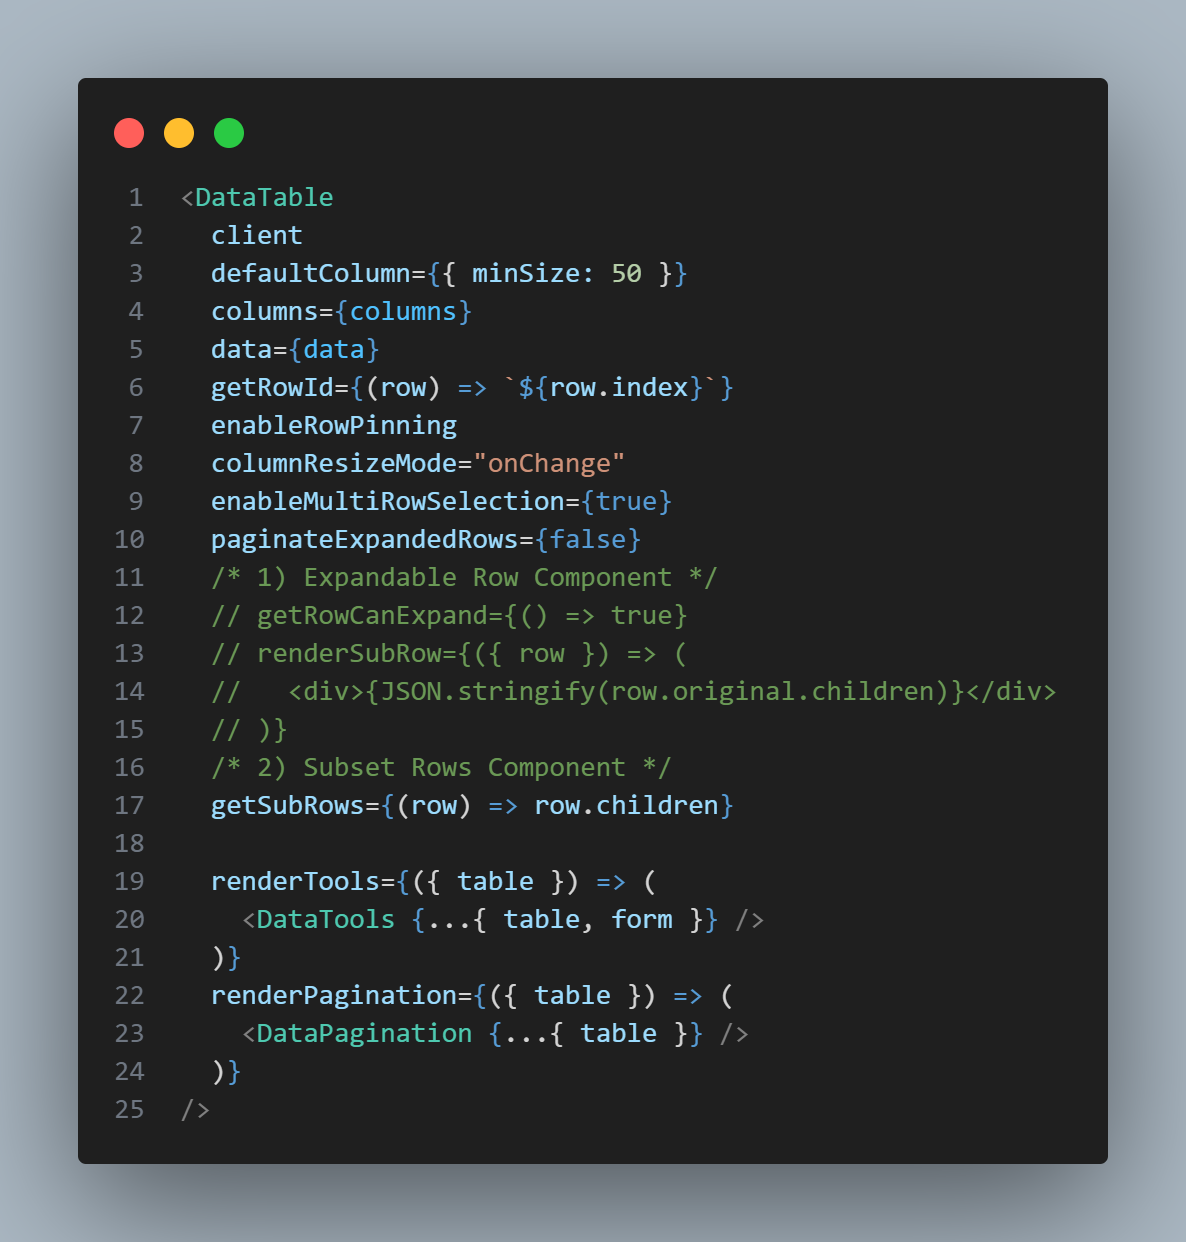 1 <DataTable
2   client
3   defaultColumn={{ minSize: 50 }}
4   columns={columns}
5   data={data}
6   getRowId={(row) => `${row.index}`}
7   enableRowPinning
8   columnResizeMode="onChange"
9   enableMultiRowSelection={true}
10   paginateExpandedRows={false}
11   /* 1) Expandable Row Component */
12   // getRowCanExpand={() => true}
13   // renderSubRow={({ row }) => (
14   //   <div>{JSON.stringify(row.original.children)}</div>
15   // )}
16   /* 2) Subset Rows Component */
17   getSubRows={(row) => row.children}
18
19   renderTools={({ table }) => (
20     <DataTools {...{ table, form }} />
21   )}
22   renderPagination={({ table }) => (
23     <DataPagination {...{ table }} />
24   )}
25 />